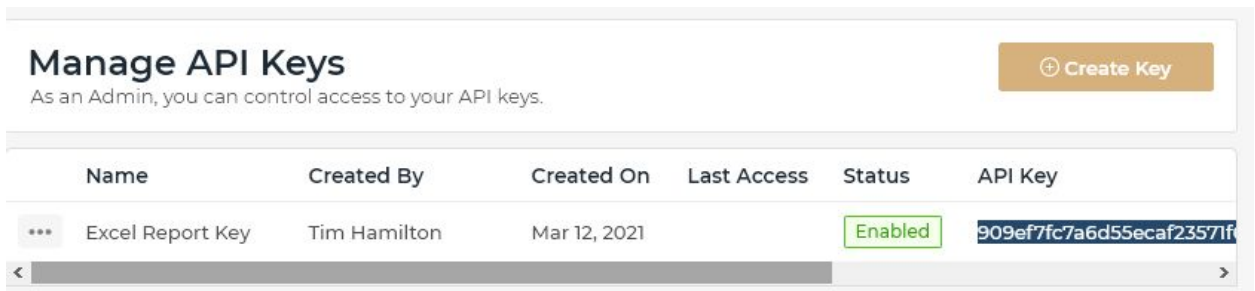 Manage API Keys
As an Admin, you can control access to your API keys.
Create Key
Name Created By Created On Last Access Status API Key
Excel Report Key Tim Hamilton Mar 12, 2021 Enabled 909ef7fc7a6d55ecaf23571f